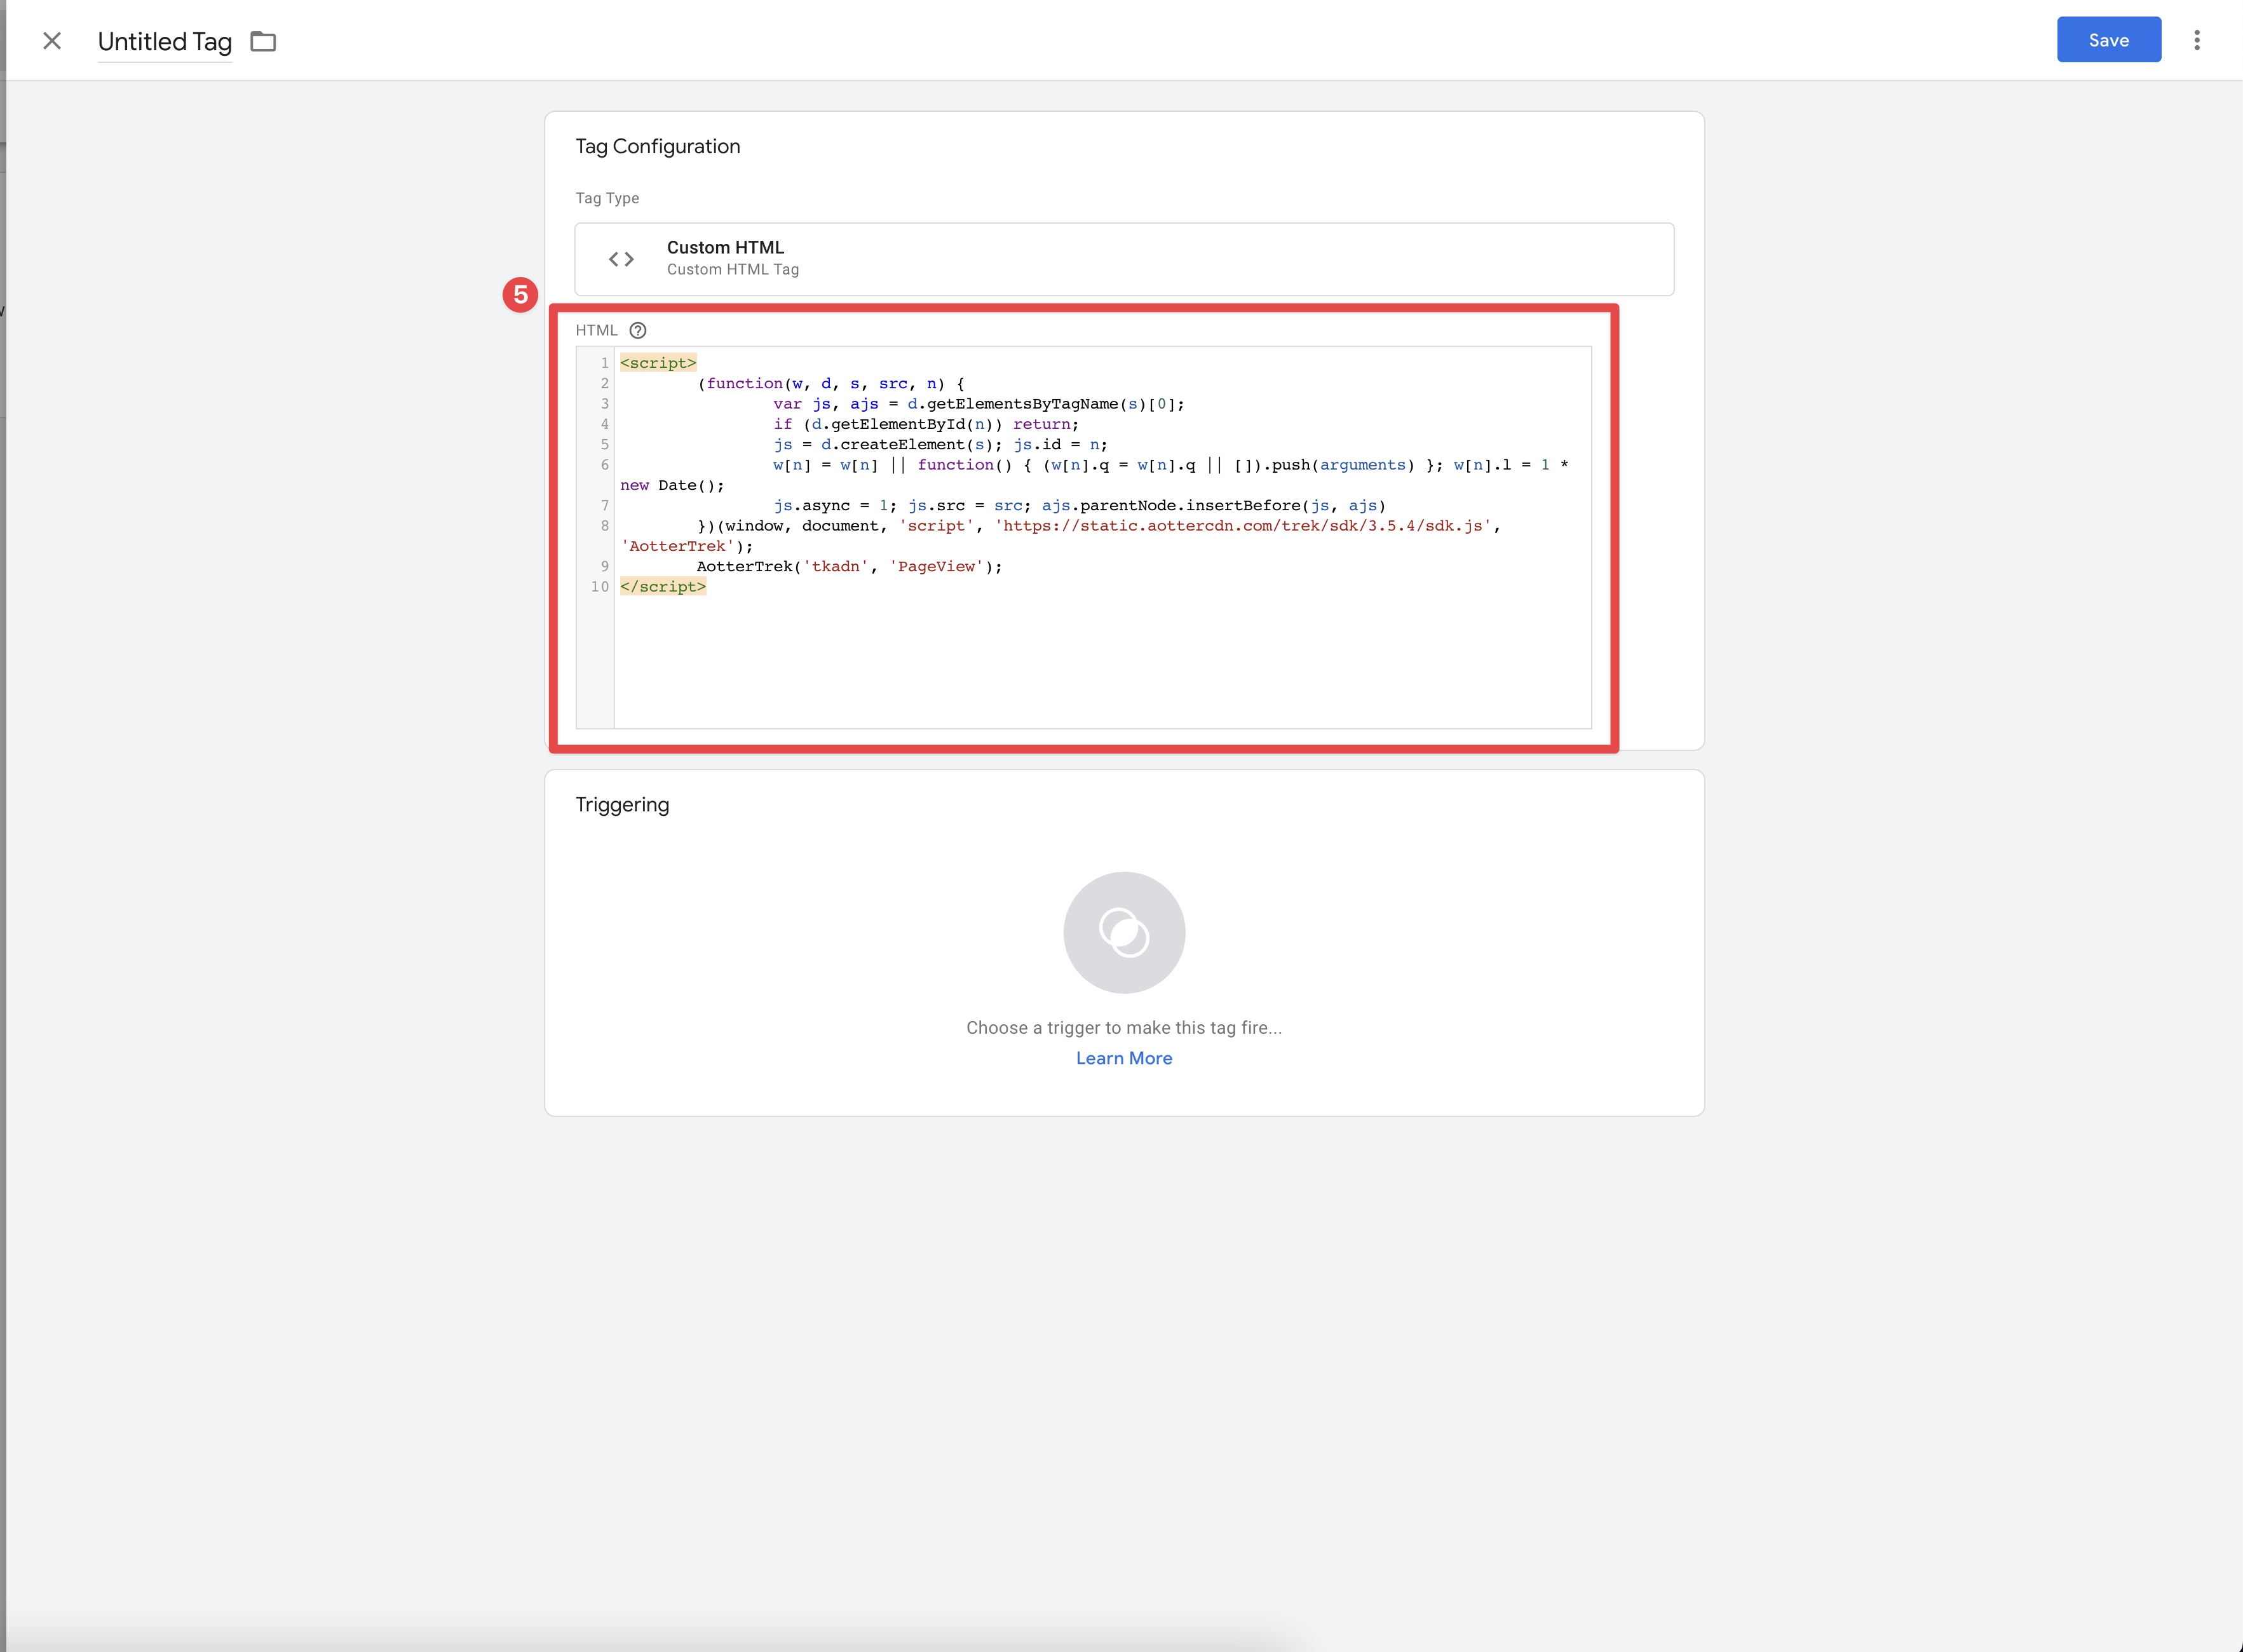 Untitled Tag
Save
Tag Configuration
Tag Type
Custom HTML
Custom HTML Tag
5
HTML
1 <script>
2 (function(w, d, s, src, n) {
3 var js, ajs = d.getElementsByTagName(s)[0];
4 if (d.getElementById(n)) return;
5 js = d.createElement(s); js.id = n;
6 w[n] = w[n] || function() { (w[n].q = w[n].q || []).push(arguments) }; w[n].l = 1 *
new Date();
7 js.async = 1; js.src = src; ajs.parentNode.insertBefore(js, ajs)
8 })(window, document, 'script', 'https://static.aottercdn.com/trek/sdk/3.5.4/sdk.js',
'AotterTrek');
9 AotterTrek('tkadn', 'PageView');
10 </script>
Triggering
Choose a trigger to make this tag fire...
Learn More